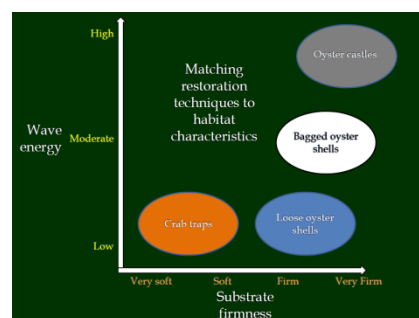 High
Oyster castles
Matching
restoration
techniques to
habitat
characteristics
Wave
energy
Moderate
Bagged oyster
shells
Crab traps
Loose oyster
shells
Low
Very soft
Soft
Firm
Very Firm
Substrate
firmness